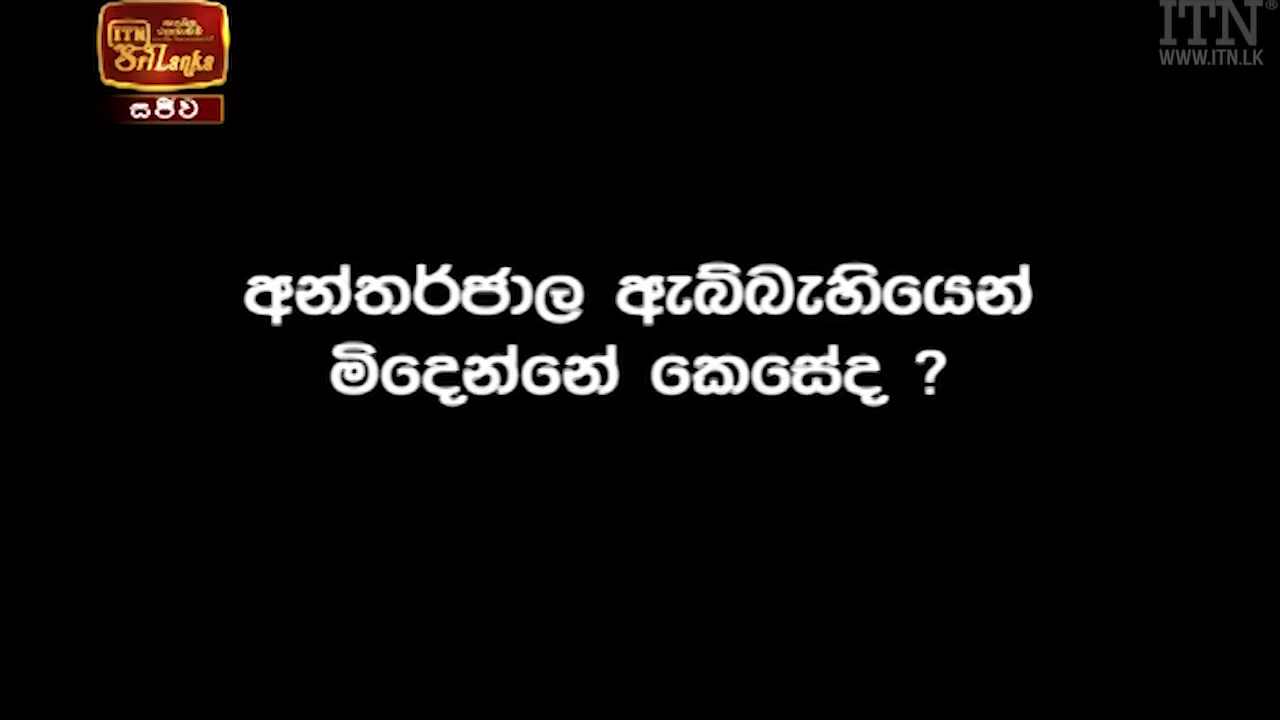 ITN
SriLanka
සජීව
ITN®
WWW.ITN.LK
අන්තර්ජාල ඇබ්බැහියෙන්
මිදෙන්නේ කෙසේද ?